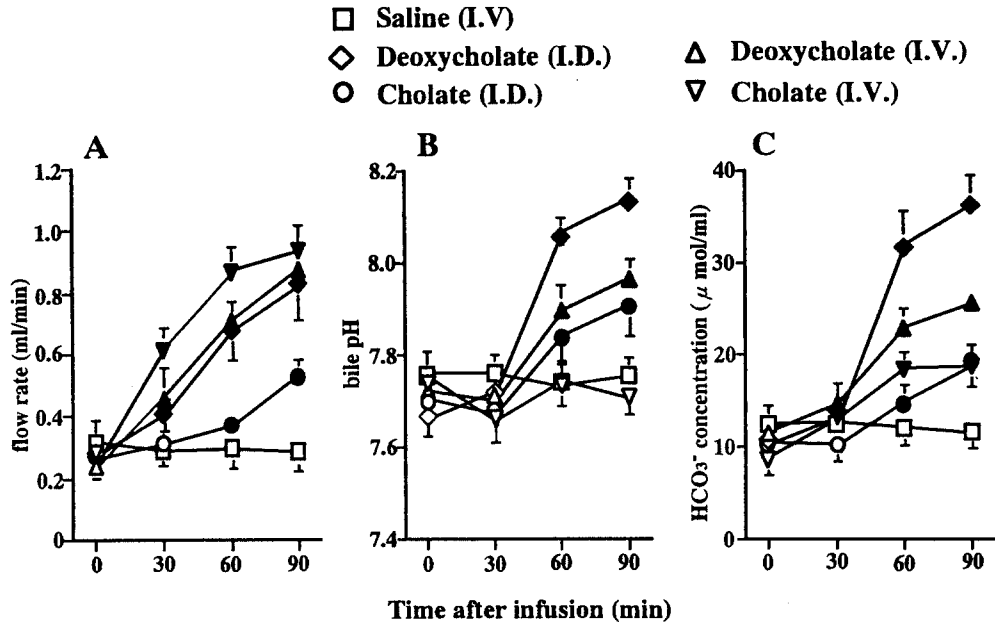 Saline (I.V)
Deoxycholate (I.D.)
Deoxycholate (I.V.)
Cholate (I.D.)
Cholate (I.V.)
A
B
C
flow rate (ml/min)
1.2
1.0
0.8
0.6
0.4
0.2
0
0 30 60 90
bile pH
8.2
8.0
7.8
7.6
7.4
0 30 60 90
HCO3- concentration (μ mol/ml)
40
30
20
10
0
0 30 60 90
Time after infusion (min)